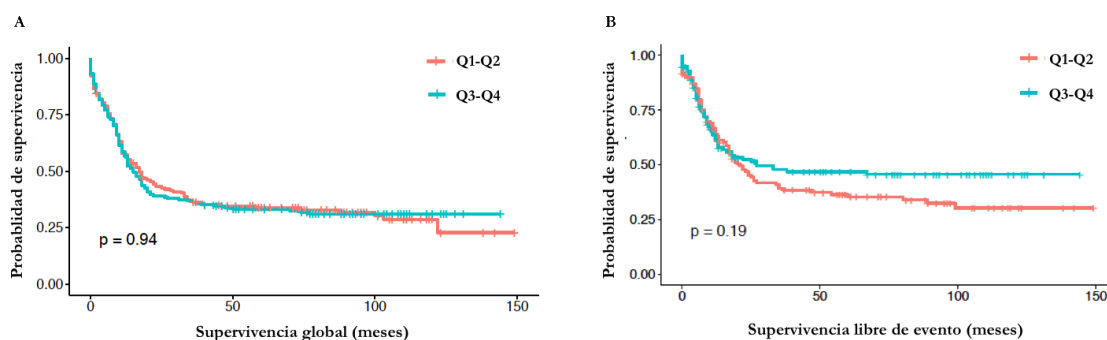 A
Probabilidad de supervivencia
1.00
0.75
0.50
0.25
0.00
Q1-Q2
Q3-Q4
p = 0.94
0
50
100
150
Supervivencia global (meses)
B
Probablidad de supervivencia
1.00
0.75
0.50
0.25
0.00
Q1-Q2
Q3-Q4
p = 0.19
0
50
100
150
Supervivencia libre de evento (meses)